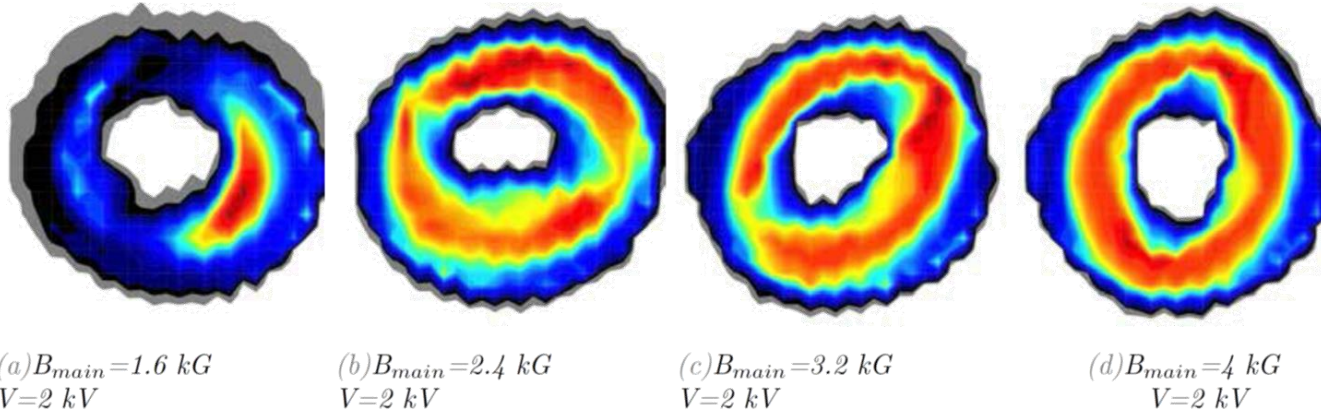 (a)B_main=1.6 kG
V=2 kV
(b)B_main=2.4 kG
V=2 kV
(c)B_main=3.2 kG
V=2 kV
(d)B_main=4 kG
V=2 kV